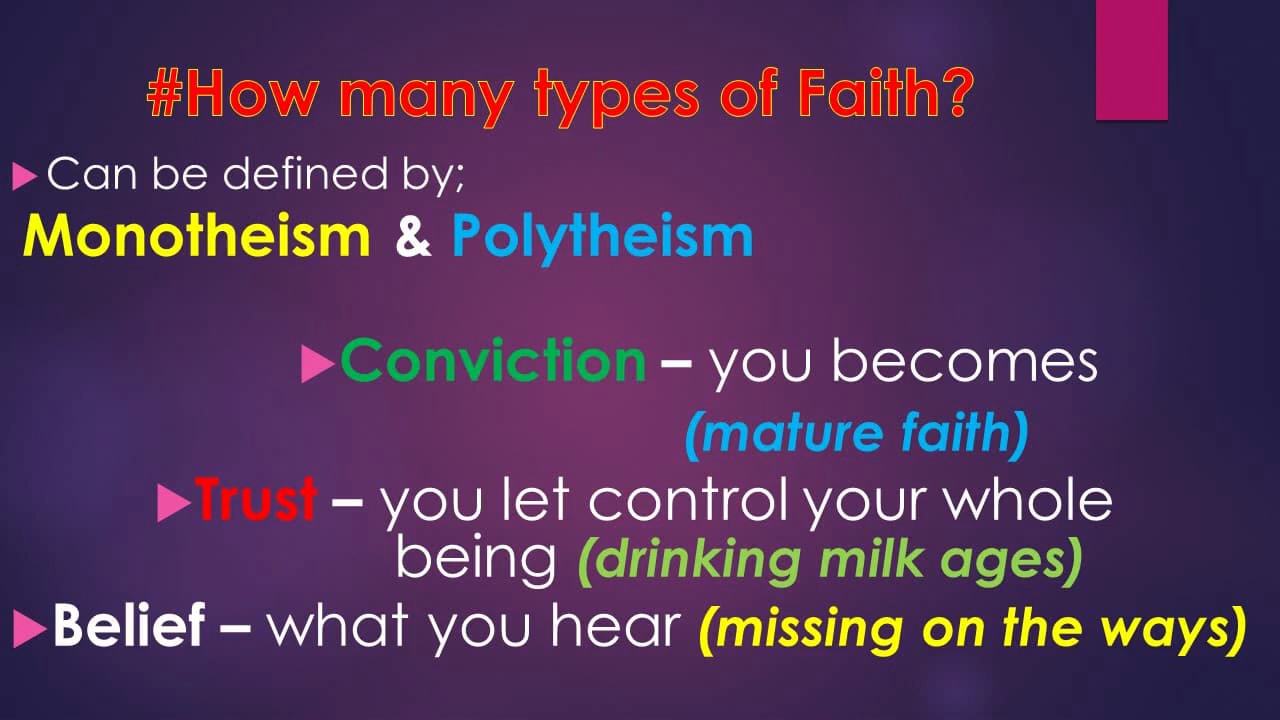 #How many types of Faith?
Can be defined by;
Monotheism & Polytheism
Conviction – you becomes
(mature faith)
Trust – you let control your whole
being (drinking milk ages)
Belief – what you hear (missing on the ways)